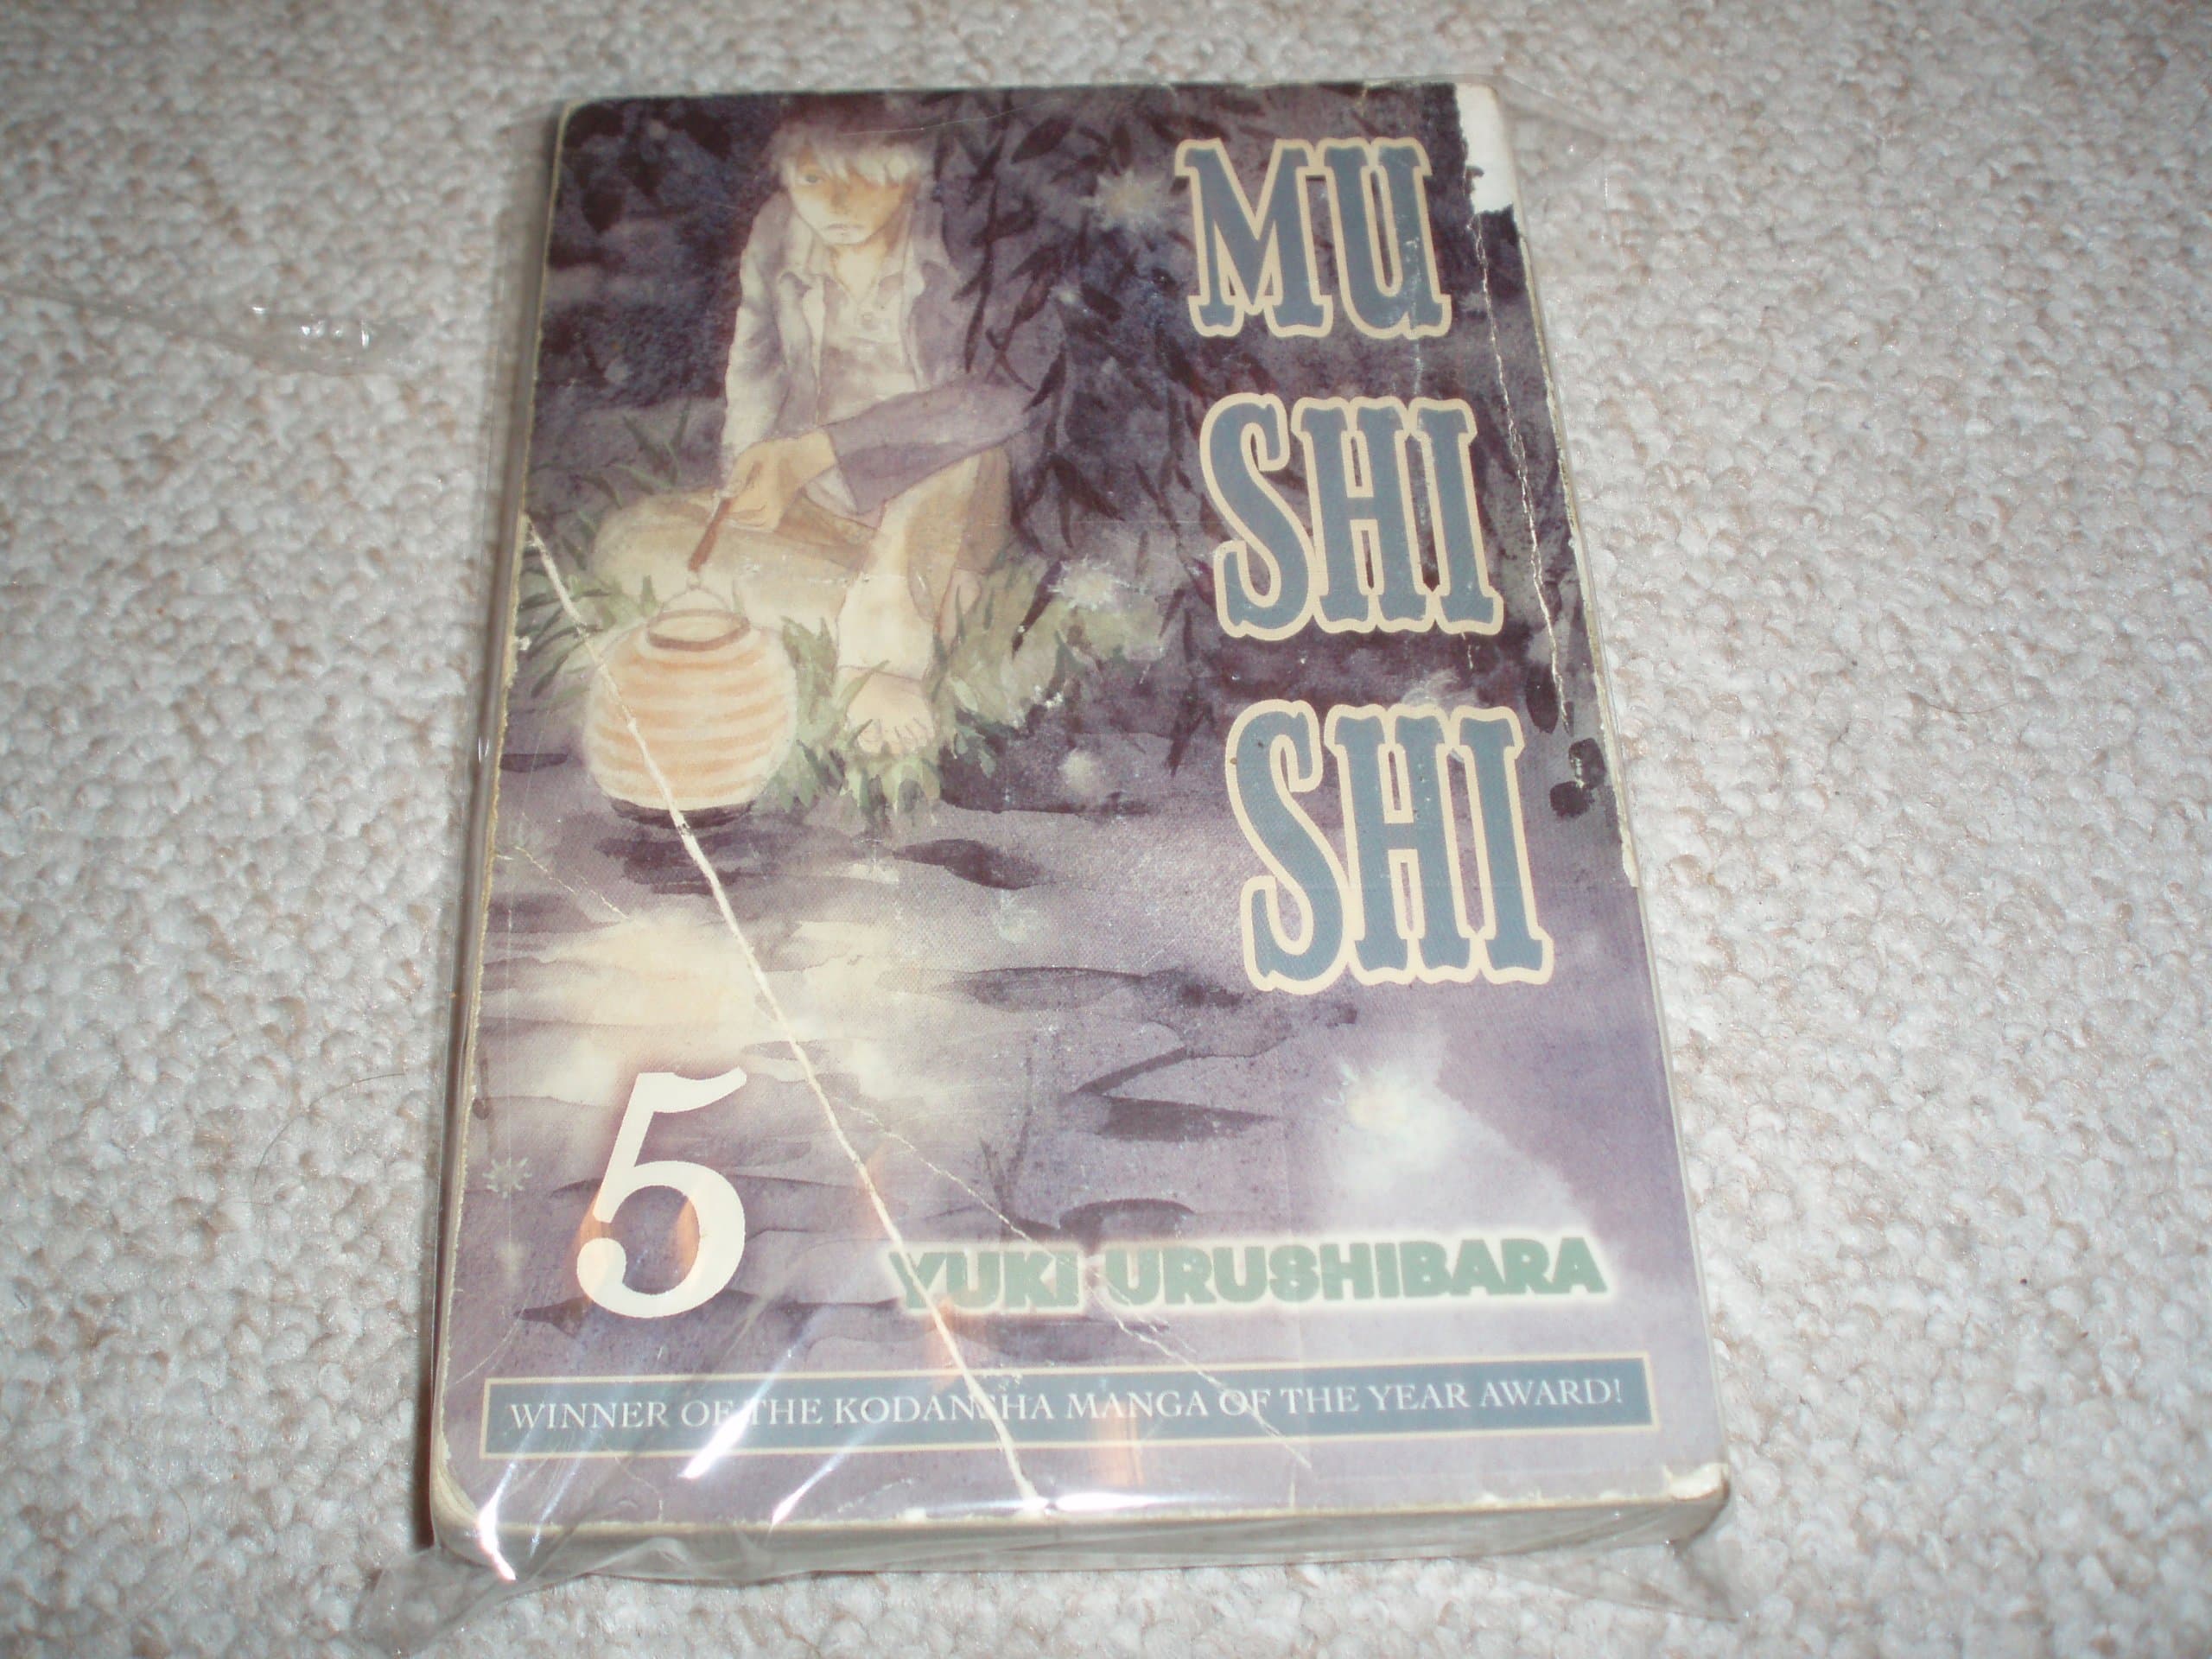 MU
SHI
SHI
5
YUKI URUSHIBARA
WINNER OF THE KODANSHA MANGA OF THE YEAR AWARD!